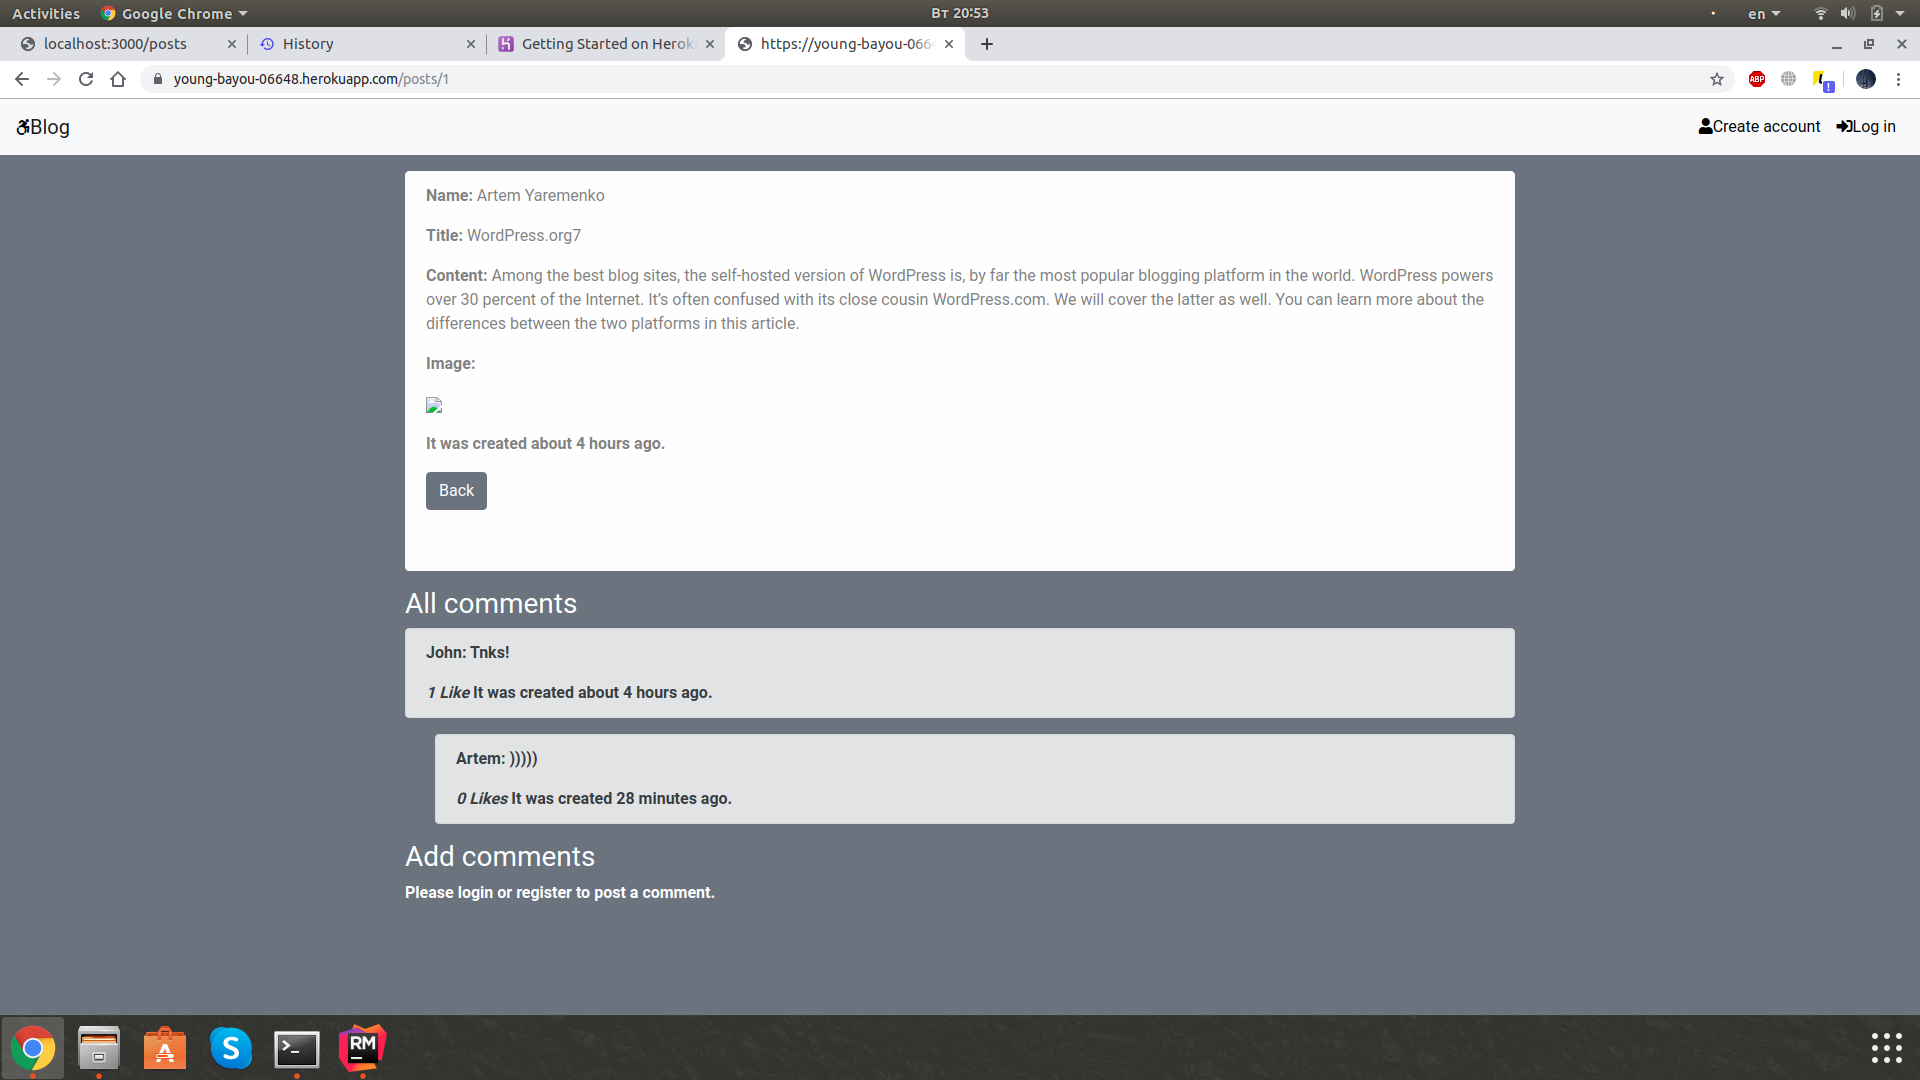 Activities Google Chrome Вт 20:53 en
localhost:3000/posts History Getting Started on Herok https://young-bayou-0664
young-bayou-06648.herokuapp.com/posts/1 ABP
Blog Create account Log in
Name: Artem Yaremenko
Title: WordPress.org7
Content: Among the best blog sites, the self-hosted version of WordPress is, by far the most popular blogging platform in the world. WordPress powers
over 30 percent of the Internet. It’s often confused with its close cousin WordPress.com. We will cover the latter as well. You can learn more about the
differences between the two platforms in this article.
Image:
It was created about 4 hours ago.
Back
All comments
John: Tnks!
1 Like It was created about 4 hours ago.
Artem: )))))
0 Likes It was created 28 minutes ago.
Add comments
Please login or register to post a comment.
RM